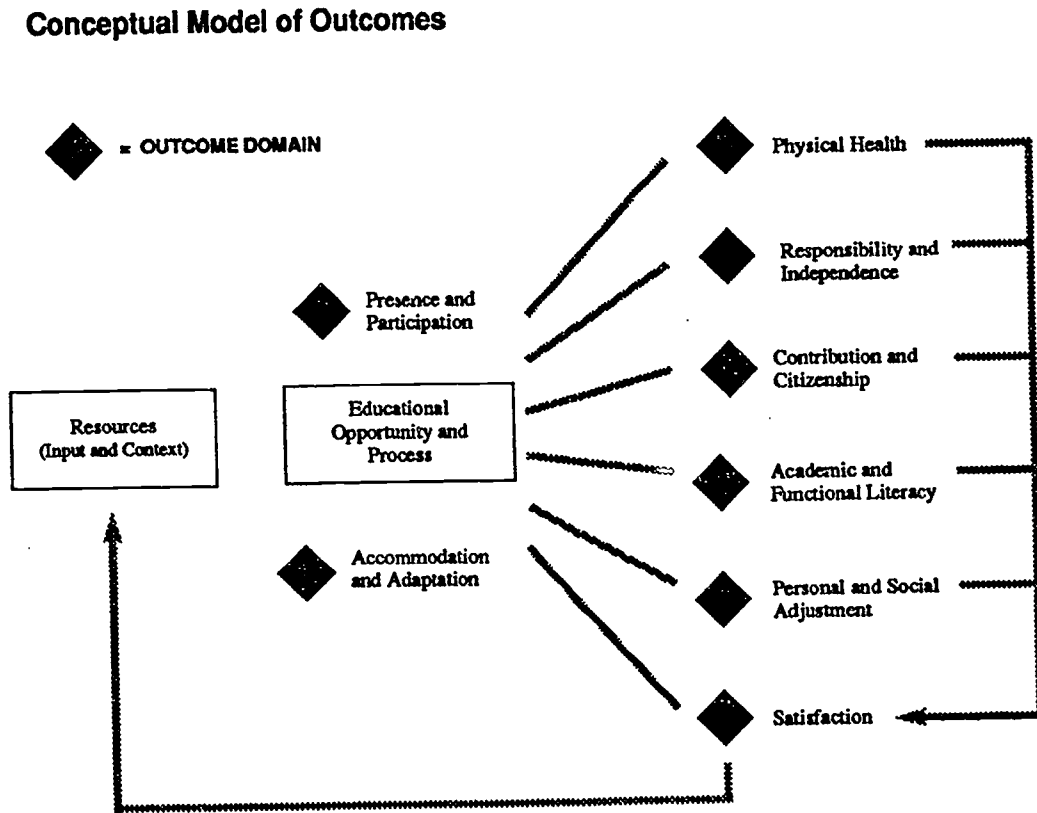 Conceptual Model of Outcomes
= OUTCOME DOMAIN
Physical Health
Responsibility and
Independence
Presence and
Participation
Contribution and
Citizenship
Resources
(Input and Context)
Educational
Opportunity and
Process
Academic and
Functional Literacy
Accommodation
and Adaptation
Personal and Social
Adjustment
Satisfaction